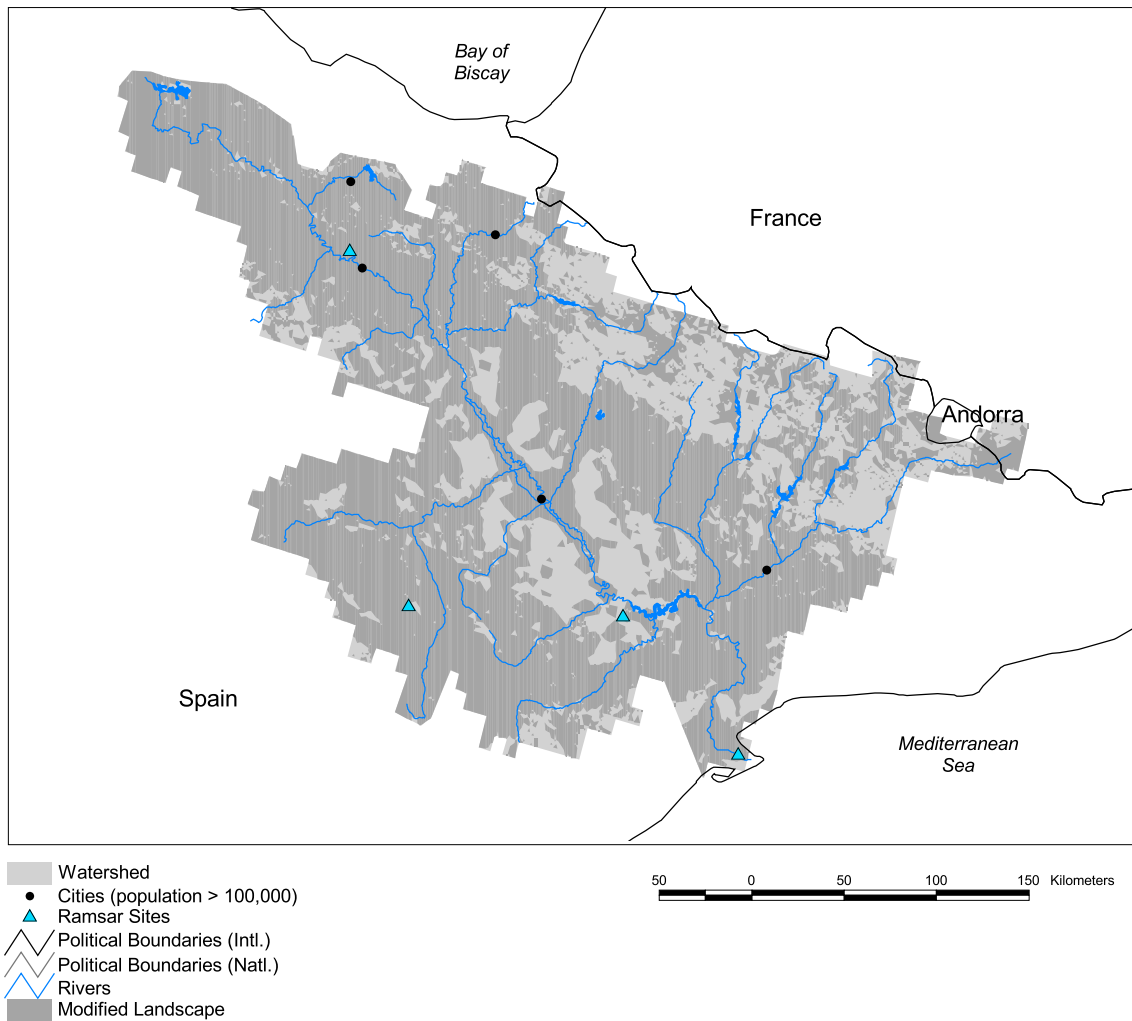 Bay of
Biscay
France
Andorra
Spain
Mediterranean
Sea
Watershed
Cities (population > 100,000)
Ramsar Sites
Political Boundaries (Intl.)
Political Boundaries (Natl.)
Rivers
Modified Landscape
50 0 50 100 150 Kilometers